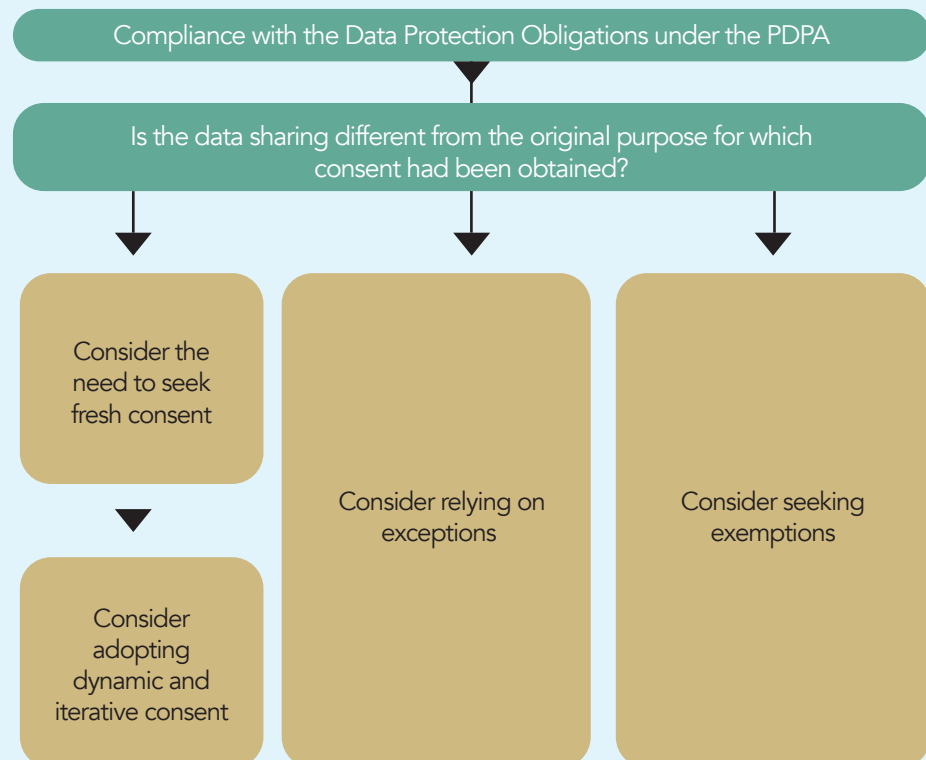 Compliance with the Data Protection Obligations under the PDPA
Is the data sharing different from the original purpose for which
consent had been obtained?
Consider the
need to seek
fresh consent
Consider
adopting
dynamic and
iterative consent
Consider relying on
exceptions
Consider seeking
exemptions